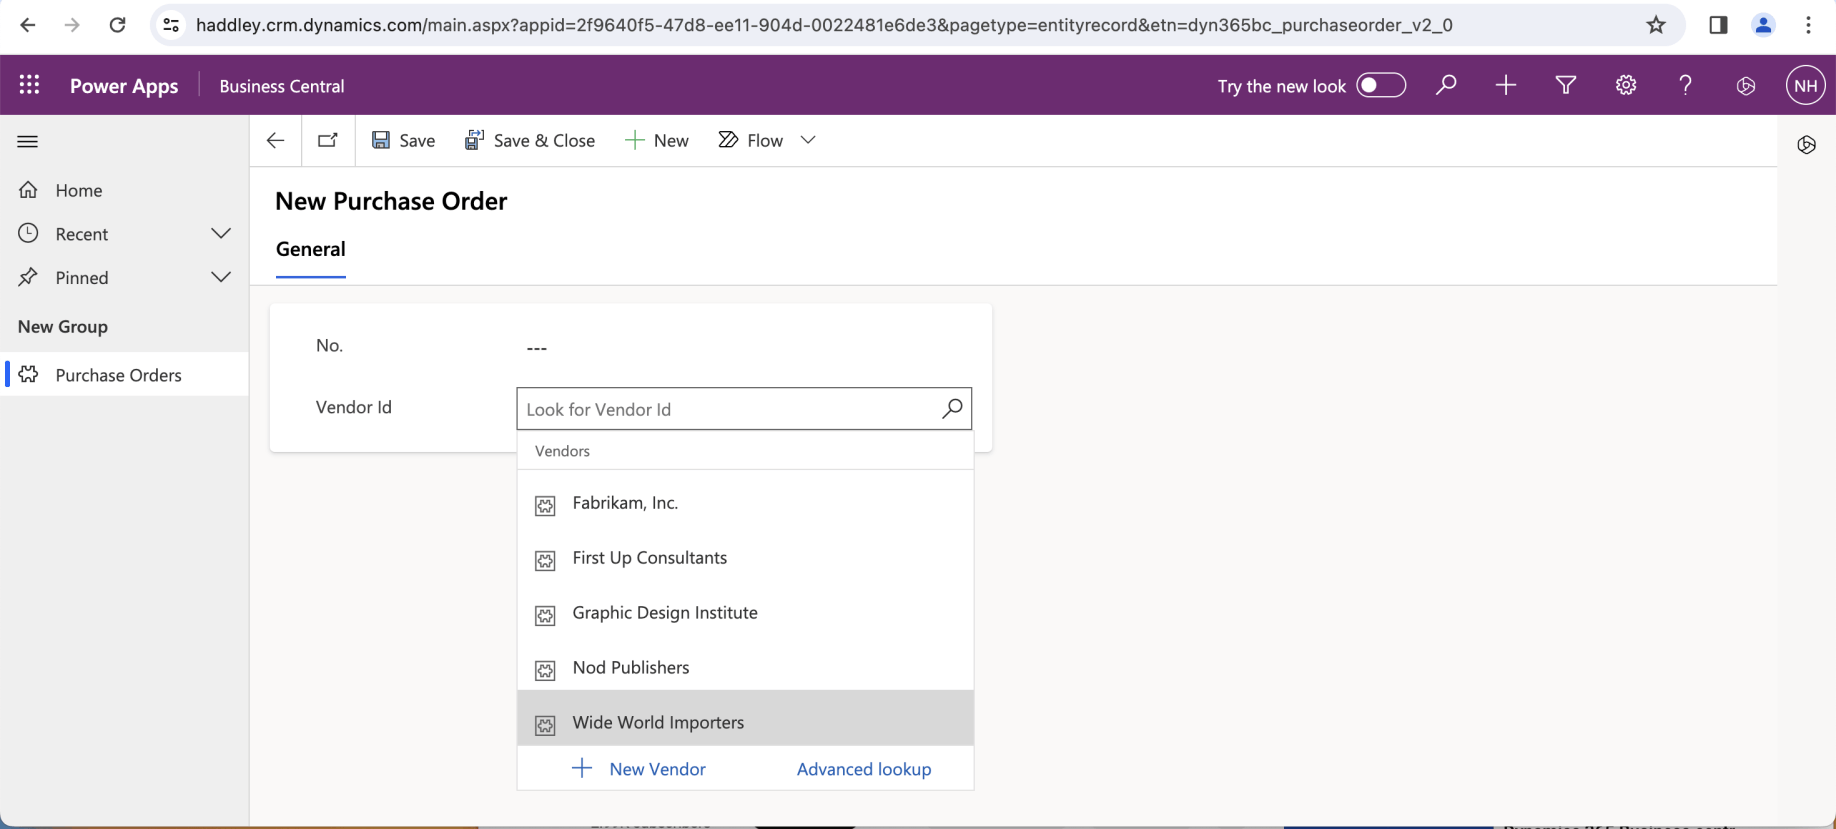 haddley.crm.dynamics.com/main.aspx?appid=2f9640f5-47d8-ee11-904d-0022481e6de3&pagetype=entityrecord&etn=dyn365bc_purchaseorder_v2_0
Power Apps Business Central Try the new look NH
Save Save & Close New Flow
Home
Recent
Pinned
New Group
Purchase Orders
New Purchase Order
General
No. ---
Vendor Id Look for Vendor Id
Vendors
Fabrikam, Inc.
First Up Consultants
Graphic Design Institute
Nod Publishers
Wide World Importers
New Vendor Advanced lookup